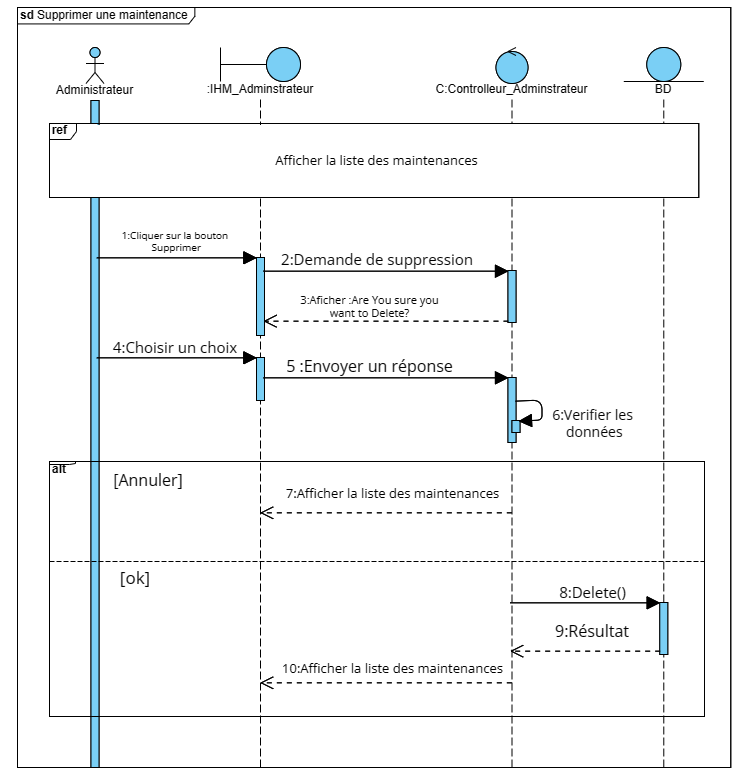 sd Supprimer une maintenance
Administrateur
:IHM_Adminstrateur
C:Controlleur_Adminstrateur
BD
ref
Afficher la liste des maintenances
1:Cliquer sur la bouton
Supprimer
2:Demande de suppression
3:Aficher :Are You sure you
want to Delete?
4:Choisir un choix
5 :Envoyer un réponse
6:Verifier les
données
alt
[Annuler]
7:Afficher la liste des maintenances
[ok]
8:Delete()
9:Résultat
10:Afficher la liste des maintenances